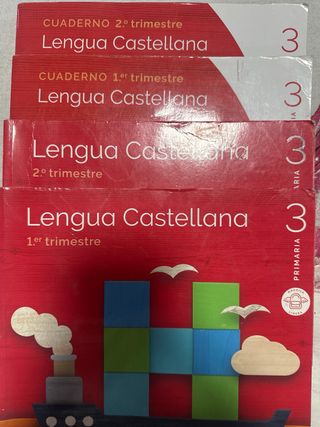 CUADERNO 2.º trimestre
Lengua Castellana 3
CUADERNO 1.er trimestre
Lengua Castellana 3
Lengua Castellana 3
2.º trimestre
Lengua Castellana 3
1.er trimestre
PRIMARIA